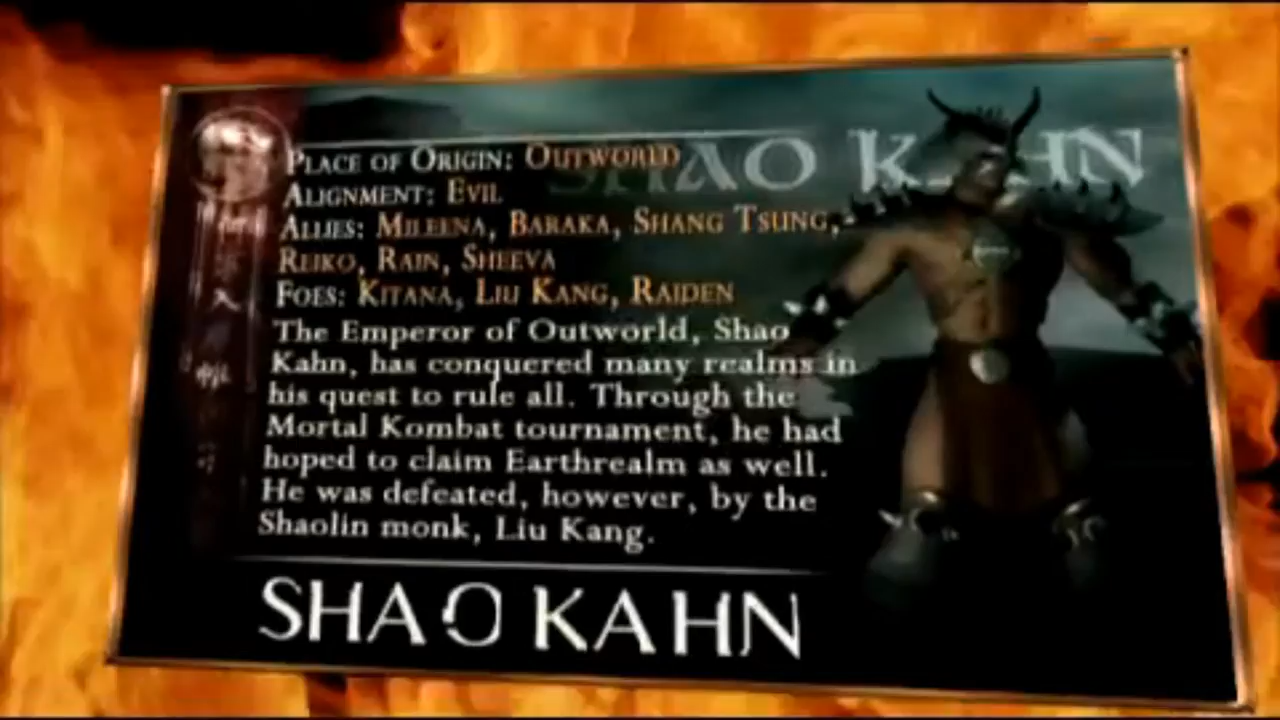 SHAO KAHN
PLACE OF ORIGIN: OUTWORLD
ALIGNMENT: EVIL
ALLIES: MILEENA, BARAKA, SHANG TSUNG,
REIKO, RAIN, SHEEVA
FOES: KITANA, LIU KANG, RAIDEN
The Emperor of Outworld, Shao
Kahn, has conquered many realms in
his quest to rule all. Through the
Mortal Kombat tournament, he had
hoped to claim Earthrealm as well.
He was defeated, however, by the
Shaolin monk, Liu Kang.
SHAO KAHN